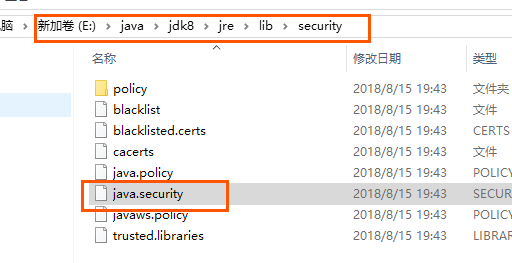 脑 › 新加卷 (E:) › java › jdk8 › jre › lib › security
名称 修改日期 类型
policy 2018/8/15 19:43 文件夹
blacklist 2018/8/15 19:43 文件
blacklisted.certs 2018/8/15 19:43 CERTS
cacerts 2018/8/15 19:43 文件
java.policy 2018/8/15 19:43 POLIC
java.security 2018/8/15 19:43 SECUR
javaws.policy 2018/8/15 19:43 POLIC
trusted.libraries 2018/8/15 19:43 LIBRAR